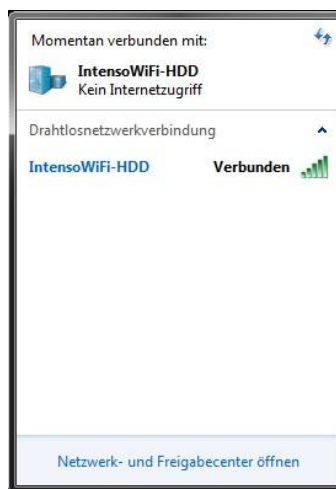 Momentan verbunden mit:
IntensoWiFi-HDD
Kein Internetzugriff
Drahtlosnetzwerkverbindung
IntensoWiFi-HDD Verbunden
Netzwerk- und Freigabecenter öffnen